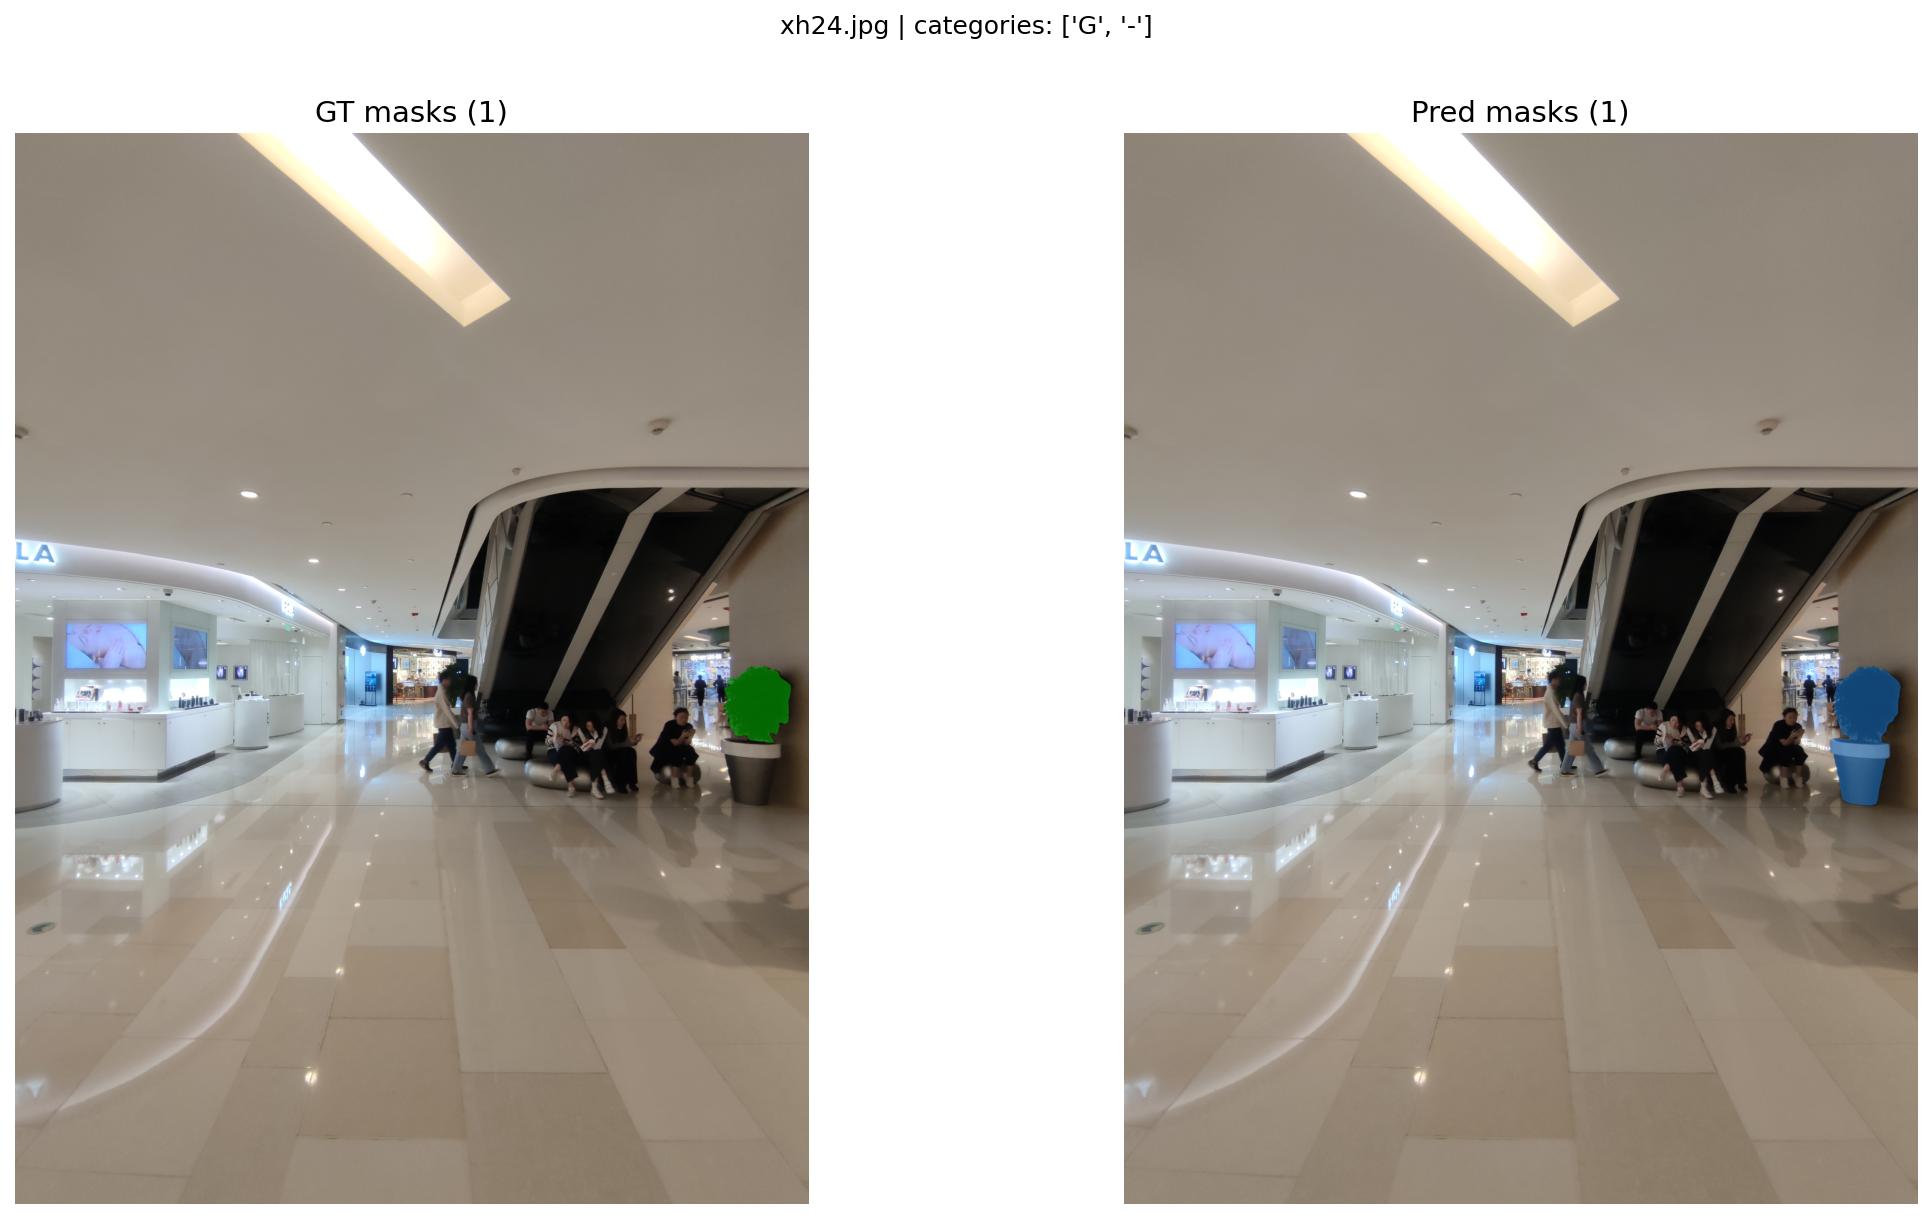 xh24.jpg | categories: ['G', '-']
GT masks (1)
Pred masks (1)
LA
LA